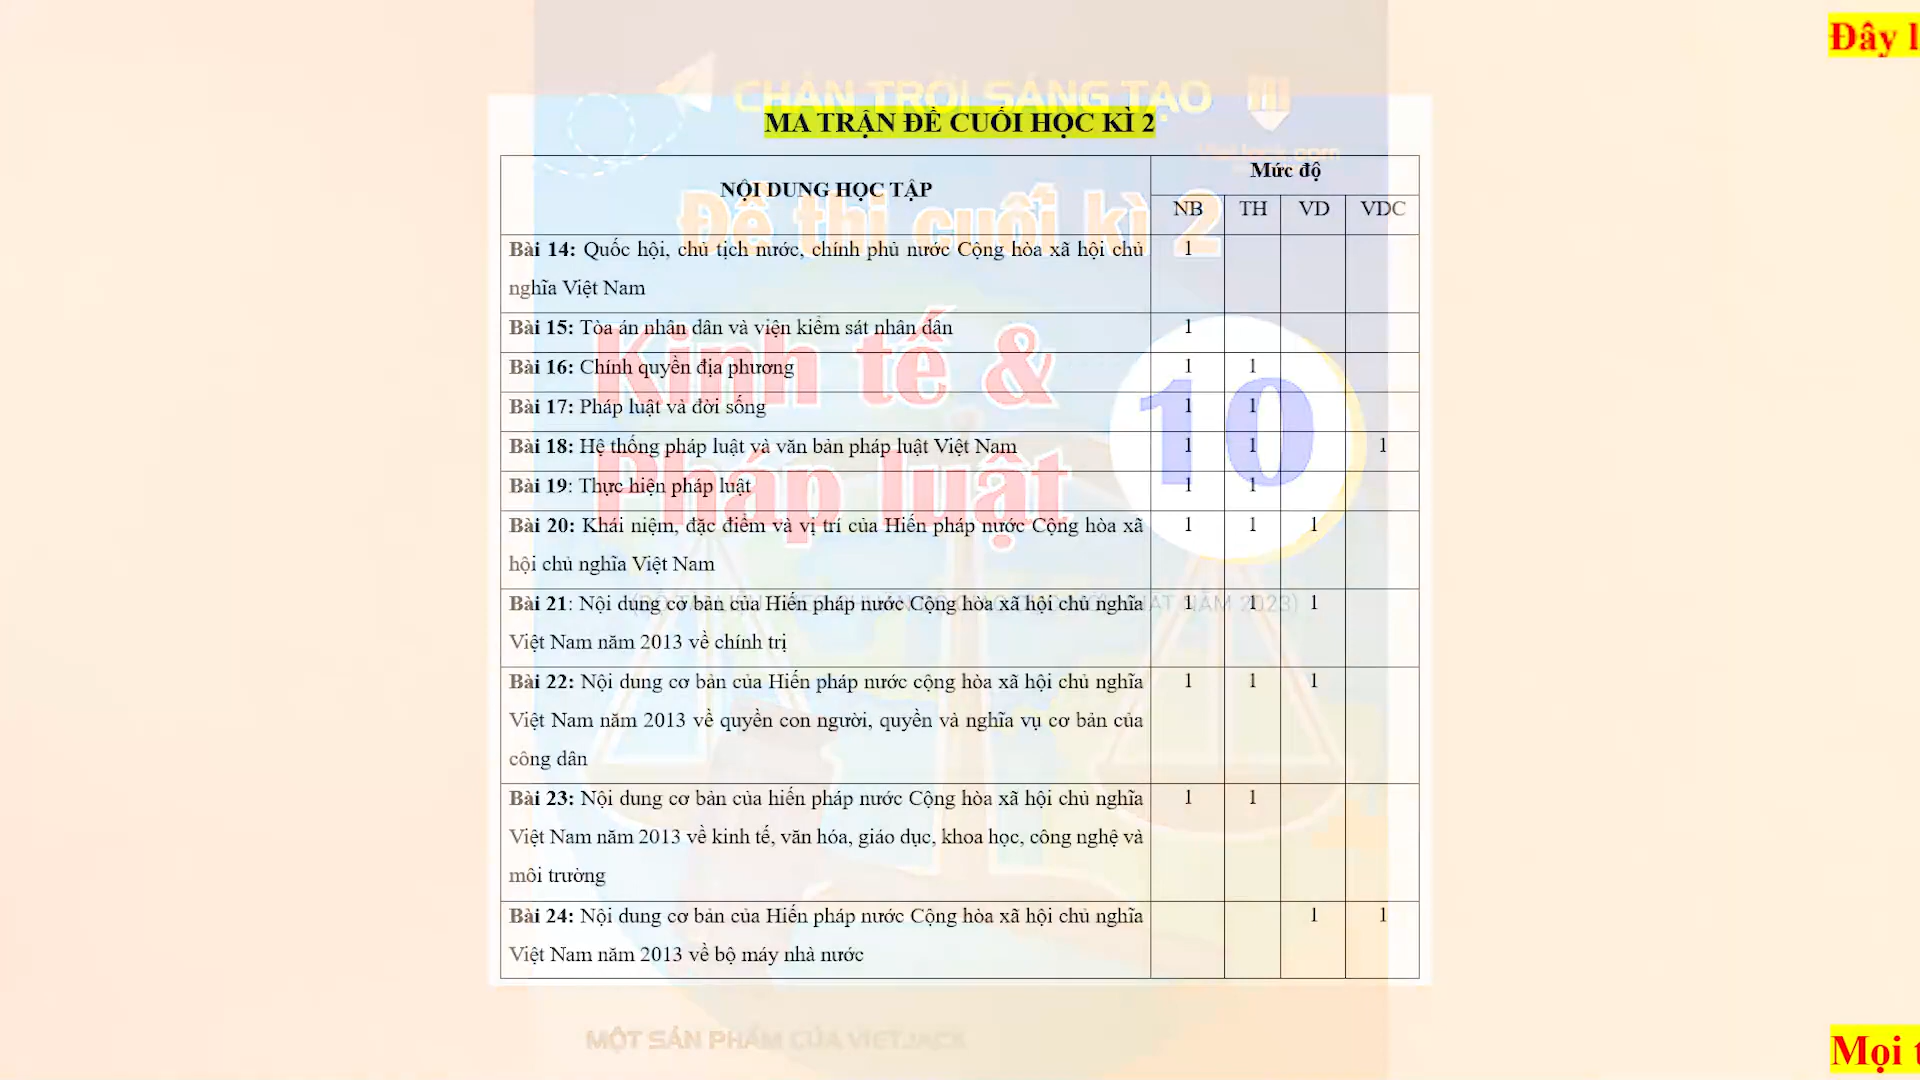 Đây l
CHÂN TRỜI SÁNG TẠO
MA TRẬN ĐỀ CUỐI HỌC KÌ 2
VietJack.com
Đề thi cuối kì 2
NỘI DUNG HỌC TẬP
Mức độ
NB TH VD VDC
Bài 14: Quốc hội, chủ tịch nước, chính phủ nước Cộng hòa xã hội chủ 1
nghĩa Việt Nam
Bài 15: Tòa án nhân dân và viện kiểm sát nhân dân 1
Kinh tế &
Bài 16: Chính quyền địa phương 1 1
Bài 17: Pháp luật và đời sống 1 1
10
Bài 18: Hệ thống pháp luật và văn bản pháp luật Việt Nam 1 1 1
Pháp luật
Bài 19: Thực hiện pháp luật 1 1
Bài 20: Khái niệm, đặc điểm và vị trí của Hiến pháp nước Cộng hòa xã 1 1 1
hội chủ nghĩa Việt Nam
Bài 21: Nội dung cơ bản của Hiến pháp nước Cộng hòa xã hội chủ nghĩa 1 1 1
NĂM 2023)
Việt Nam năm 2013 về chính trị
Bài 22: Nội dung cơ bản của Hiến pháp nước cộng hòa xã hội chủ nghĩa 1 1 1
Việt Nam năm 2013 về quyền con người, quyền và nghĩa vụ cơ bản của
công dân
Bài 23: Nội dung cơ bản của hiến pháp nước Cộng hòa xã hội chủ nghĩa 1 1
Việt Nam năm 2013 về kinh tế, văn hóa, giáo dục, khoa học, công nghệ và
môi trường
Bài 24: Nội dung cơ bản của Hiến pháp nước Cộng hòa xã hội chủ nghĩa 1 1
Việt Nam năm 2013 về bộ máy nhà nước
MỘT SẢN PHẨM CỦA VIETJACK
Mọi t